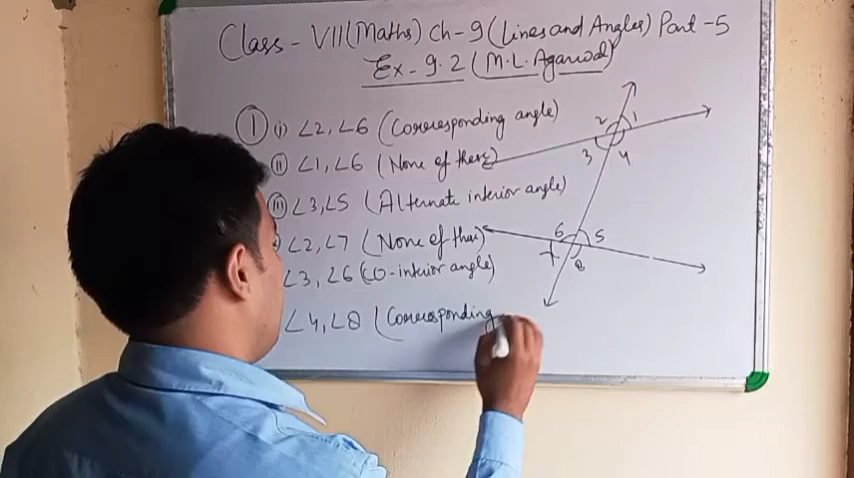 Class - VII (Maths) Ch-9 (Lines and Angles) Part-5
Ex-9.2 (M.L. Agarwal)
① (i) ∠2, ∠6 (Corresponding angle)
(ii) ∠1, ∠6 (None of these)
(iii) ∠3, ∠5 (Alternate interior angle)
∠2, ∠7 (None of thes)
∠3, ∠6 (CO-interior angle)
∠4, ∠8 (Corresponding
2 1
3 4
6 5
7 8